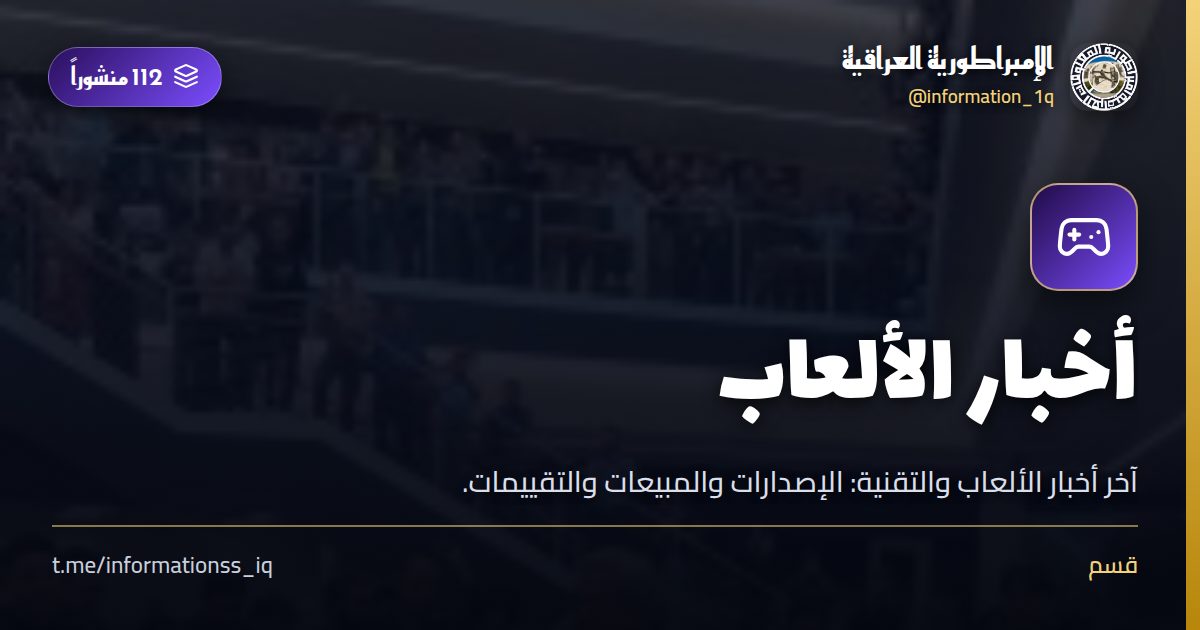 الإمبراطورية العراقية
@information_1q
112 منشوراً
أخبار الألعاب
آخر أخبار الألعاب والتقنية: الإصدارات والمبيعات والتقييمات.
قسم
t.me/informationss_iq